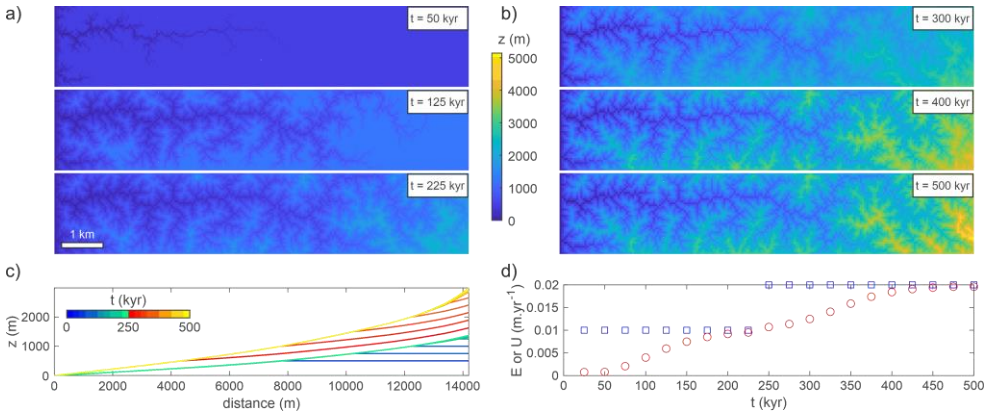 a)
t = 50 kyr
t = 125 kyr
t = 225 kyr
1 km
z (m)
5000
4000
3000
2000
1000
0
b)
t = 300 kyr
t = 400 kyr
t = 500 kyr
c)
t (kyr)
0 250 500
z (m)
2000
1000
0
0 2000 4000 6000 8000 10000 12000 14000
distance (m)
d)
E or U (m.yr-1)
0.02
0.015
0.01
0.005
0
0 50 100 150 200 250 300 350 400 450 500
t (kyr)